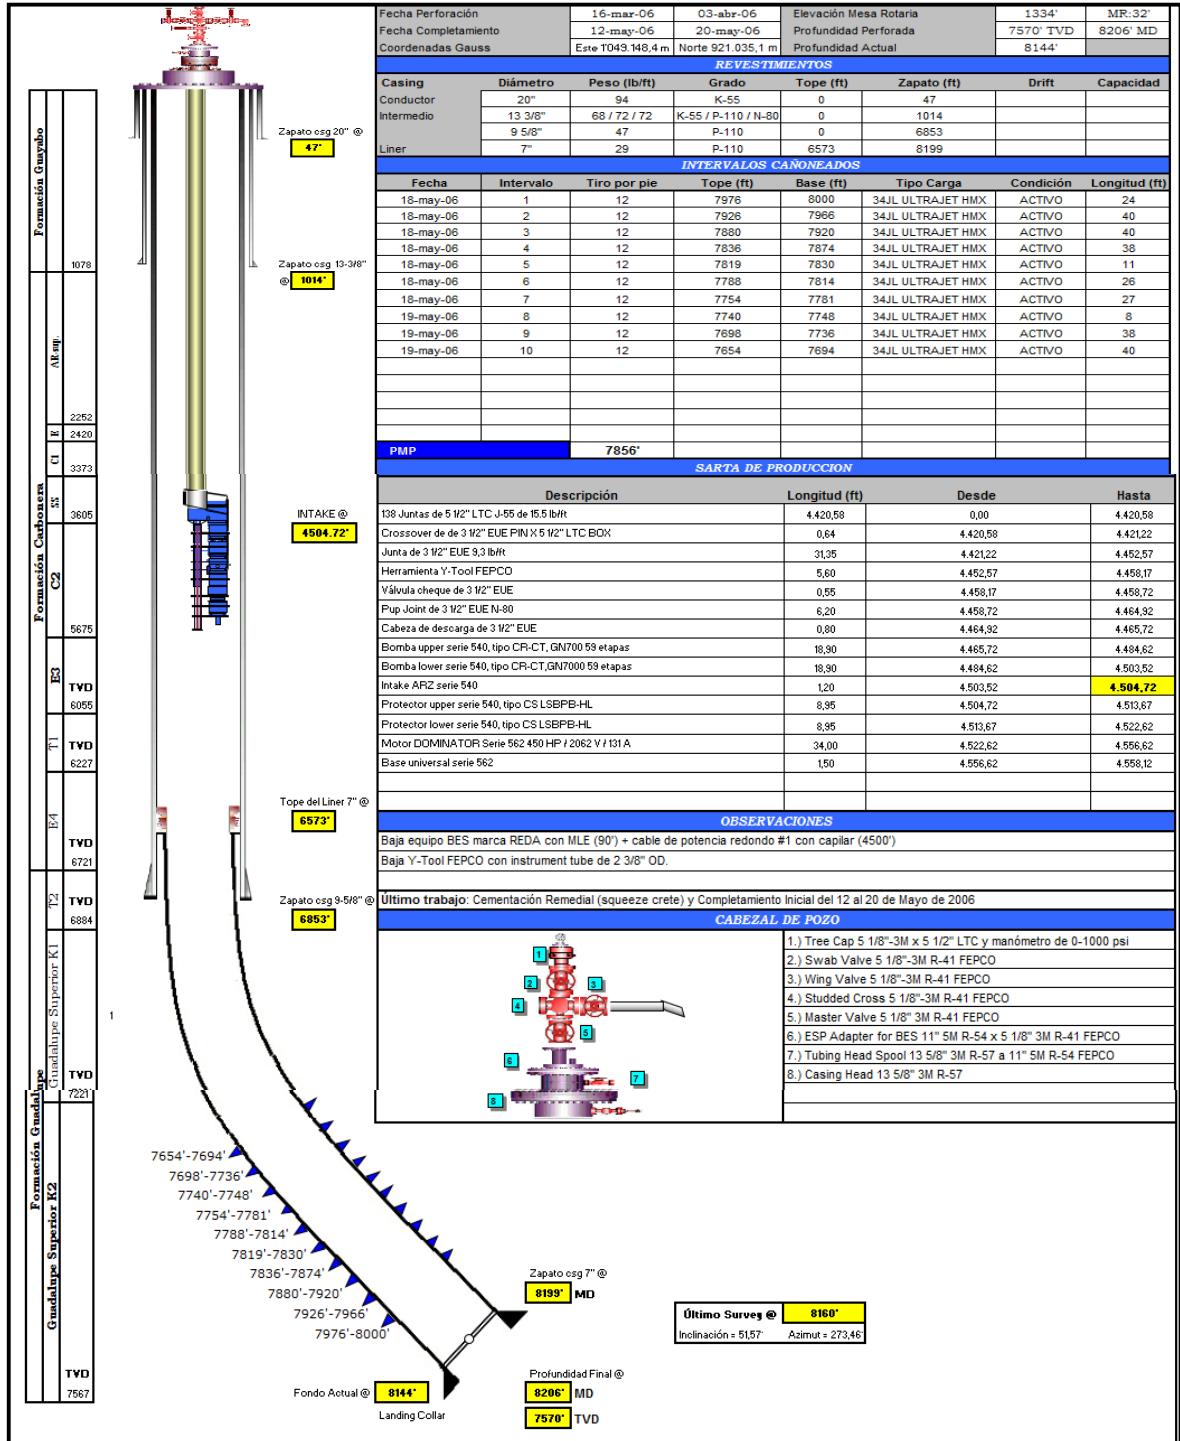 Fecha Perforación 16-mar-06 03-abr-06 Elevación Mesa Rotaria 1334' MR:32'
Fecha Completamiento 12-may-06 20-may-06 Profundidad Perforada 7570' TVD 8206' MD
Coordenadas Gauss Este 1'049.148,4 m Norte 921.035,1 m Profundidad Actual 8144'
REVESTIMIENTOS
Casing Diámetro Peso (lb/ft) Grado Tope (ft) Zapato (ft) Drift Capacidad
Conductor 20" 94 K-55 0 47
Intermedio 13 3/8" 68 / 72 / 72 K-55 / P-110 / N-80 0 1014
9 5/8" 47 P-110 0 6853
Liner 7" 29 P-110 6573 8199
INTERVALOS CAÑONEADOS
Fecha Intervalo Tiro por pie Tope (ft) Base (ft) Tipo Carga Condición Longitud (ft)
18-may-06 1 12 7976 8000 34JL ULTRAJET HMX ACTIVO 24
18-may-06 2 12 7926 7966 34JL ULTRAJET HMX ACTIVO 40
18-may-06 3 12 7880 7920 34JL ULTRAJET HMX ACTIVO 40
18-may-06 4 12 7836 7874 34JL ULTRAJET HMX ACTIVO 38
18-may-06 5 12 7819 7830 34JL ULTRAJET HMX ACTIVO 11
18-may-06 6 12 7788 7814 34JL ULTRAJET HMX ACTIVO 26
18-may-06 7 12 7754 7781 34JL ULTRAJET HMX ACTIVO 27
19-may-06 8 12 7740 7748 34JL ULTRAJET HMX ACTIVO 8
19-may-06 9 12 7698 7736 34JL ULTRAJET HMX ACTIVO 38
19-may-06 10 12 7654 7694 34JL ULTRAJET HMX ACTIVO 40
PMP 7856'
SARTA DE PRODUCCION
Descripción Longitud (ft) Desde Hasta
138 Juntas de 5 1/2" LTC J-55 de 15.5 lb/ft 4.420,58 0,00 4.420,58
Crossover de de 3 1/2" EUE PIN X 5 1/2" LTC BOX 0,64 4.420,58 4.421,22
Junta de 3 1/2" EUE 9,3 lb/ft 31,35 4.421,22 4.452,57
Herramienta Y-Tool FEPCO 5,60 4.452,57 4.458,17
Válvula cheque de 3 1/2" EUE 0,55 4.458,17 4.458,72
Pup Joint de 3 1/2" EUE N-80 6,20 4.458,72 4.464,92
Cabeza de descarga de 3 1/2" EUE 0,80 4.464,92 4.465,72
Bomba upper serie 540, tipo CR-CT, GN700 59 etapas 18,90 4.465,72 4.484,62
Bomba lower serie 540, tipo CR-CT, GN7000 59 etapas 18,90 4.484,62 4.503,52
Intake ARZ serie 540 1,20 4.503,52 4.504,72
Protector upper serie 540, tipo CS LSBPB-HL 8,95 4.504,72 4.513,67
Protector lower serie 540, tipo CS LSBPB-HL 8,95 4.513,67 4.522,62
Motor DOMINATOR Serie 562 450 HP / 2062 V / 131 A 34,00 4.522,62 4.556,62
Base universal serie 562 1,50 4.556,62 4.558,12
OBSERVACIONES
Baja equipo BES marca REDA con MLE (90') + cable de potencia redondo #1 con capilar (4500')
Baja Y-Tool FEPCO con instrument tube de 2 3/8" OD.
Último trabajo: Cementación Remedial (squeeze crete) y Completamiento Inicial del 12 al 20 de Mayo de 2006
CABEZAL DE POZO
1
2
3
4
5
6
7
8
1.) Tree Cap 5 1/8"-3M x 5 1/2" LTC y manómetro de 0-1000 psi
2.) Swab Valve 5 1/8"-3M R-41 FEPCO
3.) Wing Valve 5 1/8"-3M R-41 FEPCO
4.) Studded Cross 5 1/8"-3M R-41 FEPCO
5.) Master Valve 5 1/8" 3M R-41 FEPCO
6.) ESP Adapter for BES 11" 5M R-54 x 5 1/8" 3M R-41 FEPCO
7.) Tubing Head Spool 13 5/8" 3M R-57 a 11" 5M R-54 FEPCO
8.) Casing Head 13 5/8" 3M R-57
Formación Guayabo
1078
AR sup.
2252
E
2420
C1
3373
Formación Carbonera
SS
3605
C2
5675
E3
TVD
6055
T1
TVD
6227
E4
TVD
6721
T2
TVD
6884
Guadalupe Superior K1
TVD
7221
Formación Guadalupe
Guadalupe Superior K2
TVD
7567
Zapato csg 20" @
47'
Zapato csg 13-3/8"
@ 1014'
INTAKE @
4504.72'
Tope del Liner 7" @
6573'
Zapato csg 9-5/8" @
6853'
1
7654'-7694'
7698'-7736'
7740'-7748'
7754'-7781'
7788'-7814'
7819'-7830'
7836'-7874'
7880'-7920'
7926'-7966'
7976'-8000'
Zapato csg 7" @
8199' MD
Último Survey @ 8160'
Inclinación = 51,57' Azimut = 273,46'
Fondo Actual @ 8144'
Landing Collar
Profundidad Final @
8206' MD
7570' TVD